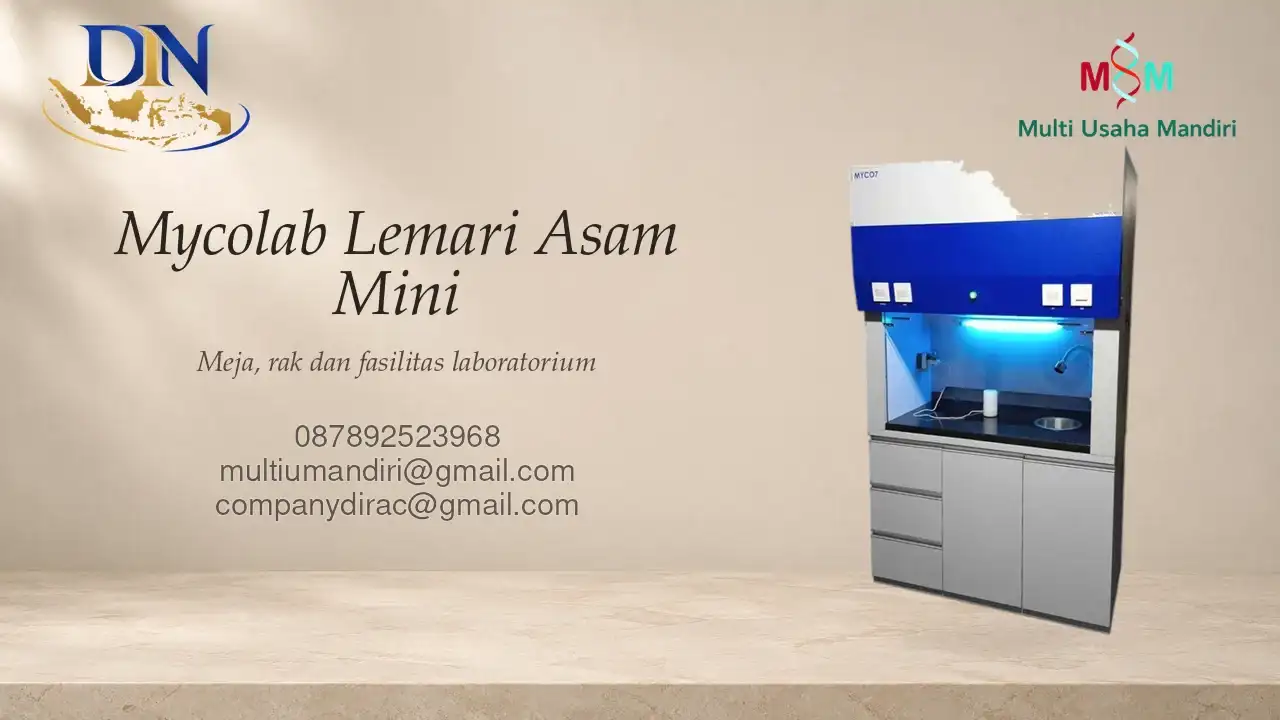 DIN
M M
Multi Usaha Mandiri
MYCO7
Mycolab Lemari Asam
Mini
Meja, rak dan fasilitas laboratorium
087892523968
multiumandiri@gmail.com
companydirac@gmail.com